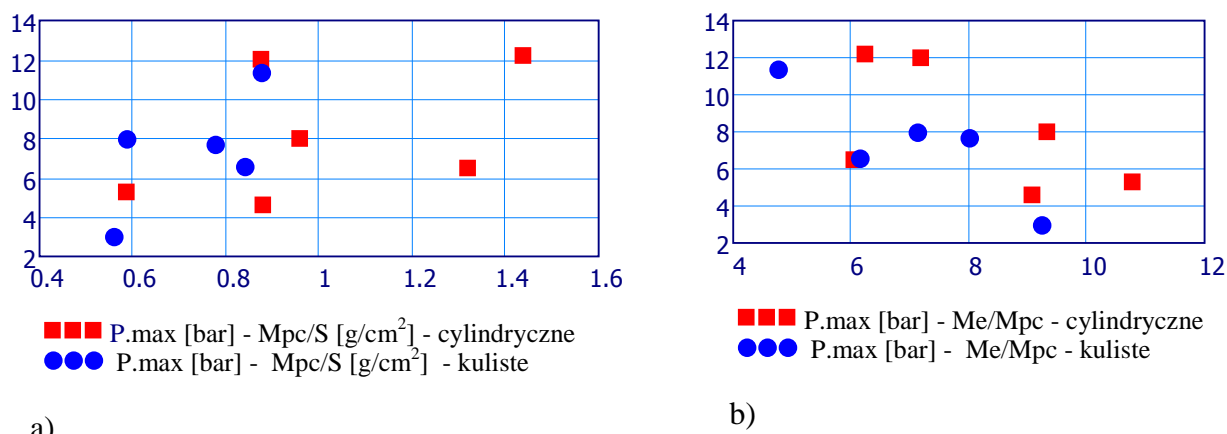 14
12
10
8
6
4
2
0.4 0.6 0.8 1 1.2 1.4 1.6
P.max [bar] - Mpc/S [g/cm²] - cylindryczne
P.max [bar] - Mpc/S [g/cm²] - kuliste
a)
14
12
10
8
6
4
2
4 6 8 10 12
P.max [bar] - Me/Mpc - cylindryczne
P.max [bar] - Me/Mpc - kuliste
b)